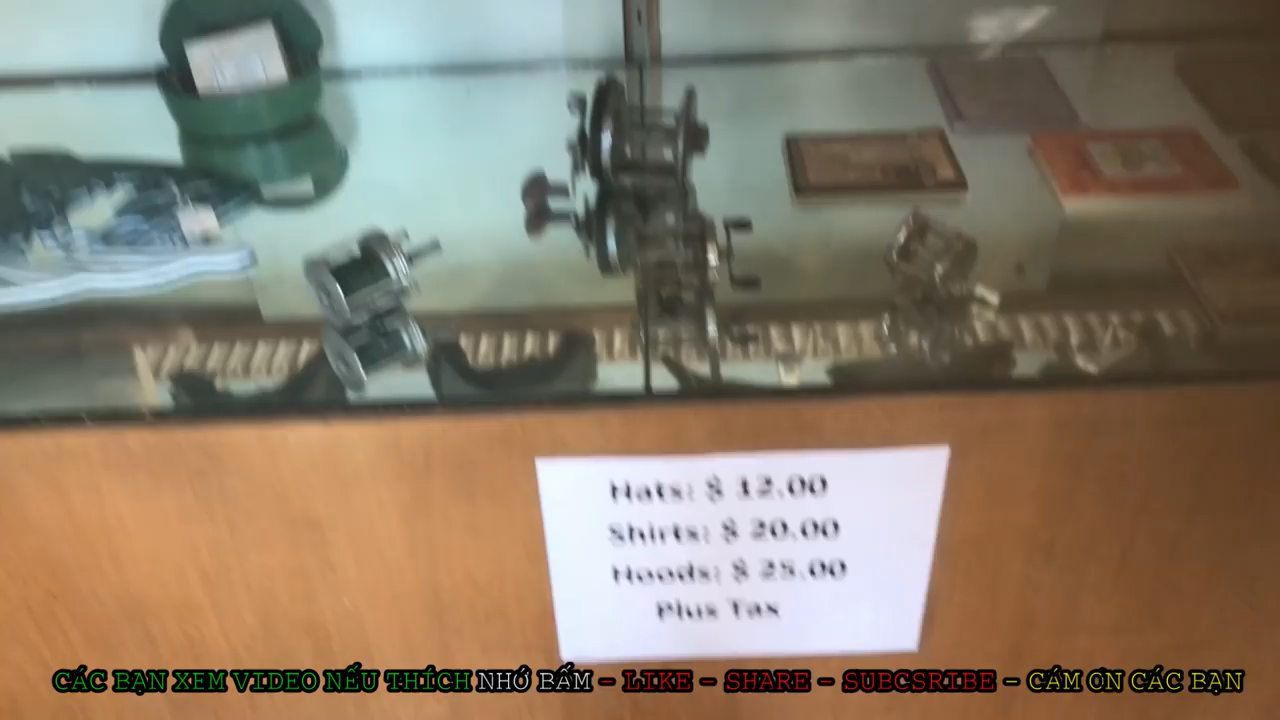 Hats: $ 12.00
Shirts: $ 20.00
Hoods: $ 25.00
Plus Tax
CÁC BẠN XEM VIDEO NẾU THÍCH NHỚ BẤM - LIKE - SHARE - SUBCSRIBE - CÁM ƠN CÁC BẠN